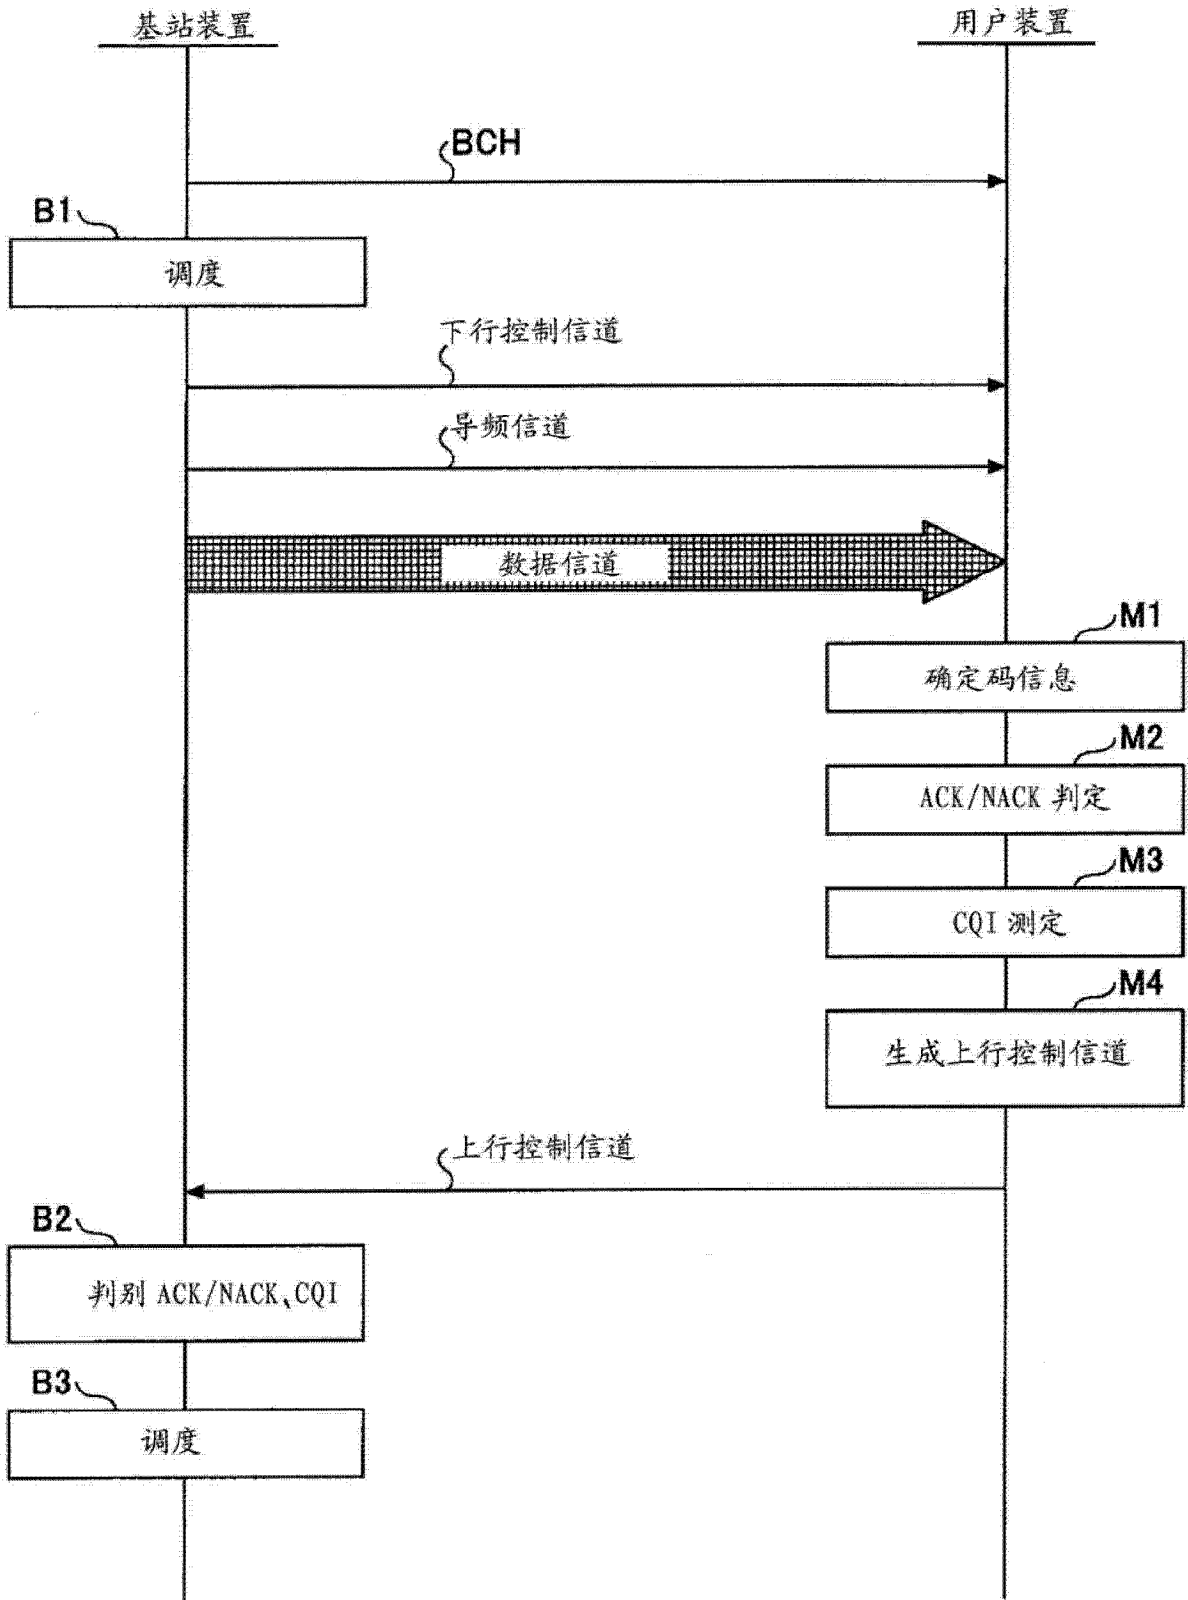 基站装置
用户装置
BCH
B1
调度
下行控制信道
导频信道
数据信道
M1
确定码信息
M2
ACK/NACK 判定
M3
CQI 测定
M4
生成上行控制信道
上行控制信道
B2
判别 ACK/NACK、CQI
B3
调度